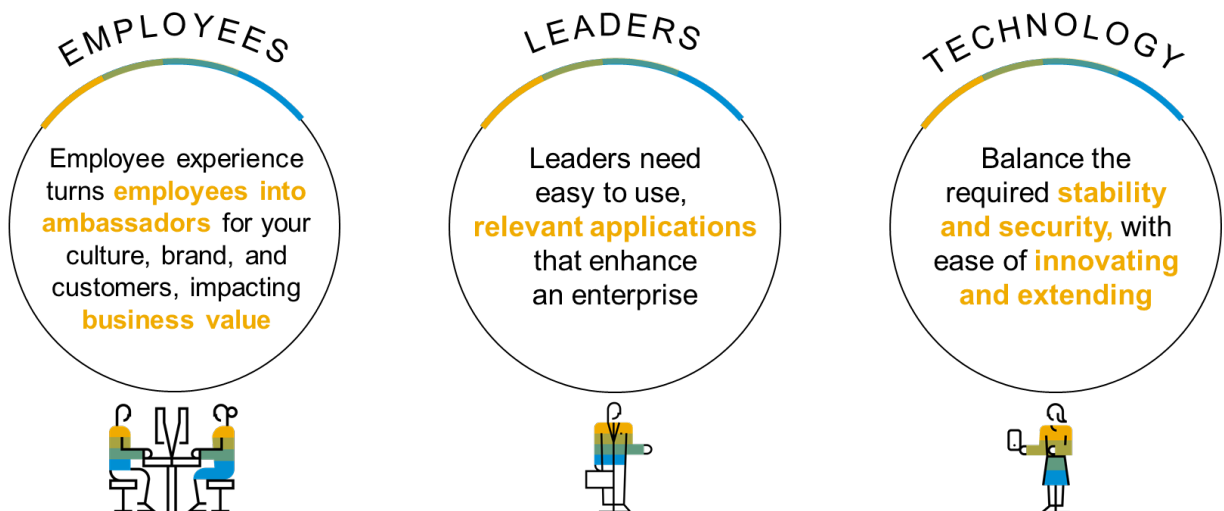 EMPLOYEES
Employee experience
turns employees into
ambassadors for your
culture, brand, and
customers, impacting
business value
LEADERS
Leaders need
easy to use,
relevant applications
that enhance
an enterprise
TECHNOLOGY
Balance the
required stability
and security, with
ease of innovating
and extending